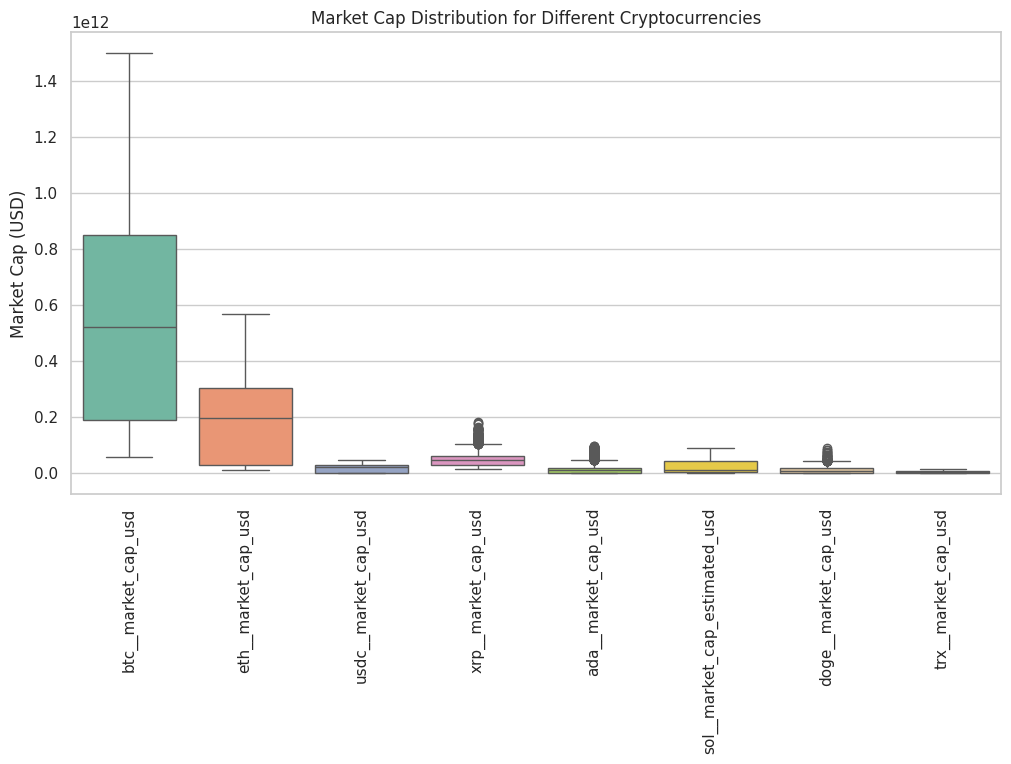 Market Cap Distribution for Different Cryptocurrencies
1e12
1.4
1.2
1.0
0.8
0.6
0.4
0.2
0.0
Market Cap (USD)
btc__market_cap_usd
eth__market_cap_usd
usdc__market_cap_usd
xrp__market_cap_usd
ada__market_cap_usd
sol__market_cap_estimated_usd
doge__market_cap_usd
trx__market_cap_usd